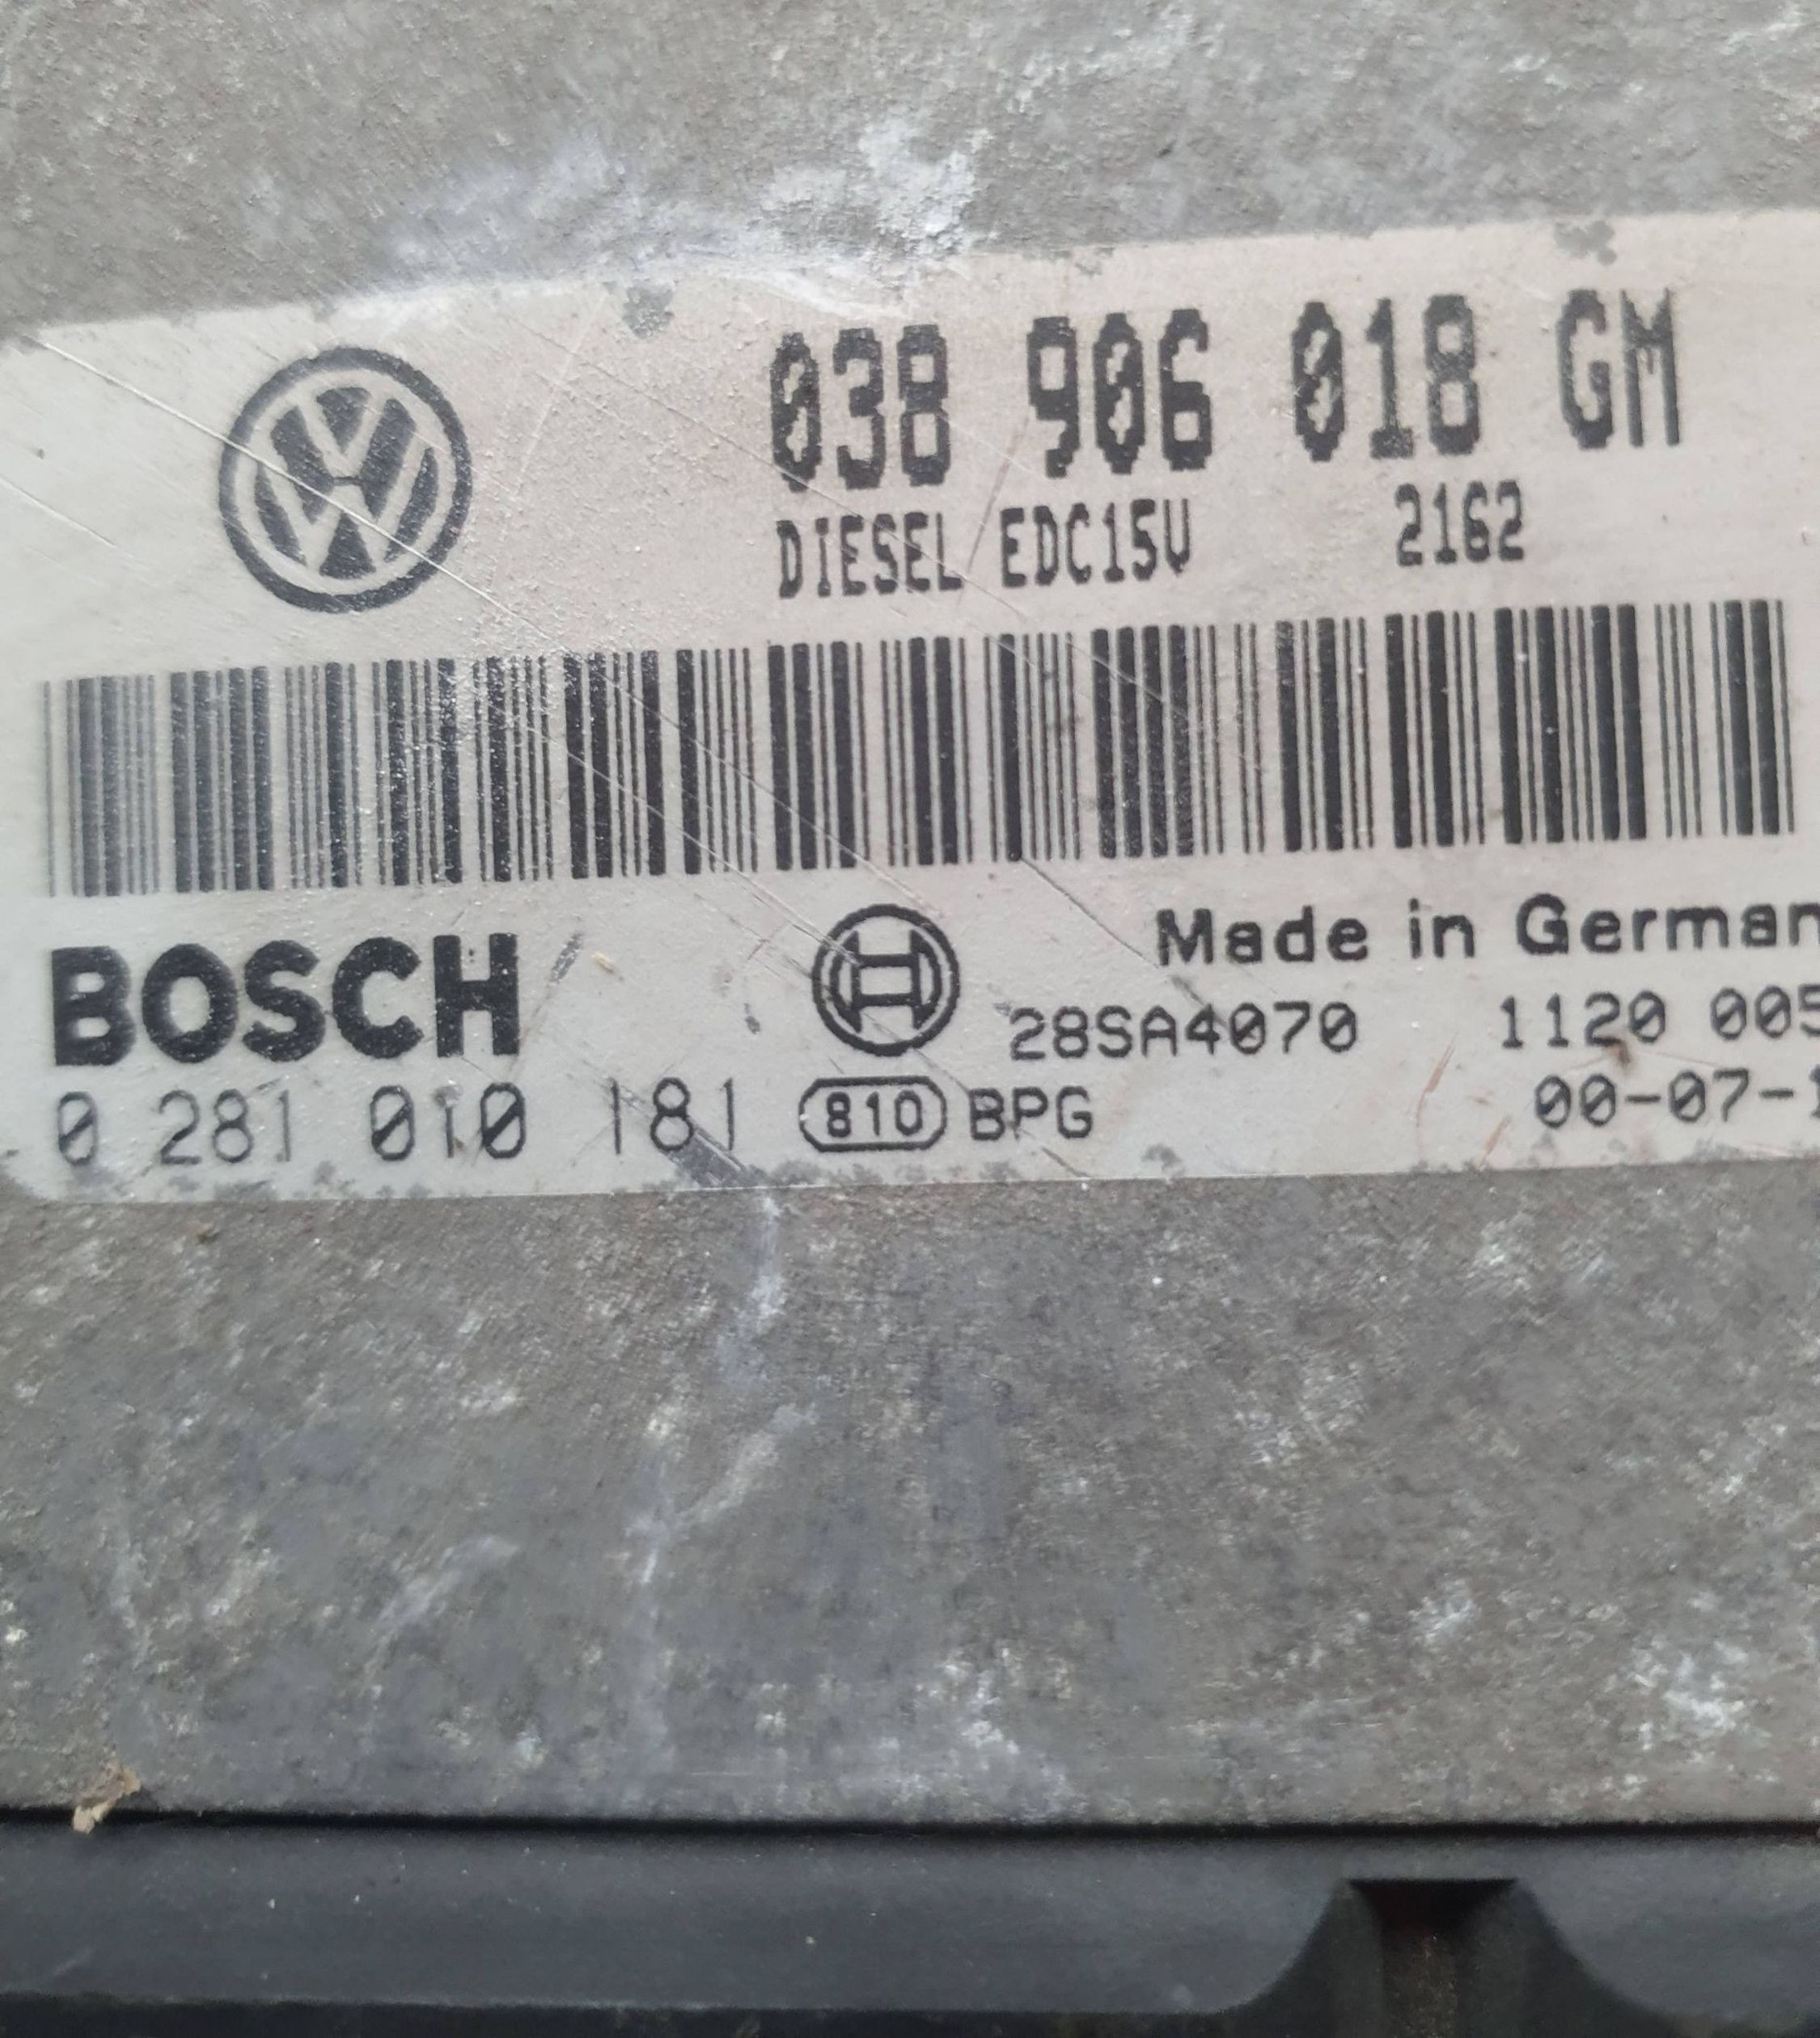 038 906 018 GM
DIESEL EDC15V 2162
BOSCH
Made in German
28SA4070 1120 005
0 281 010 181 810 BPG 00-07-1